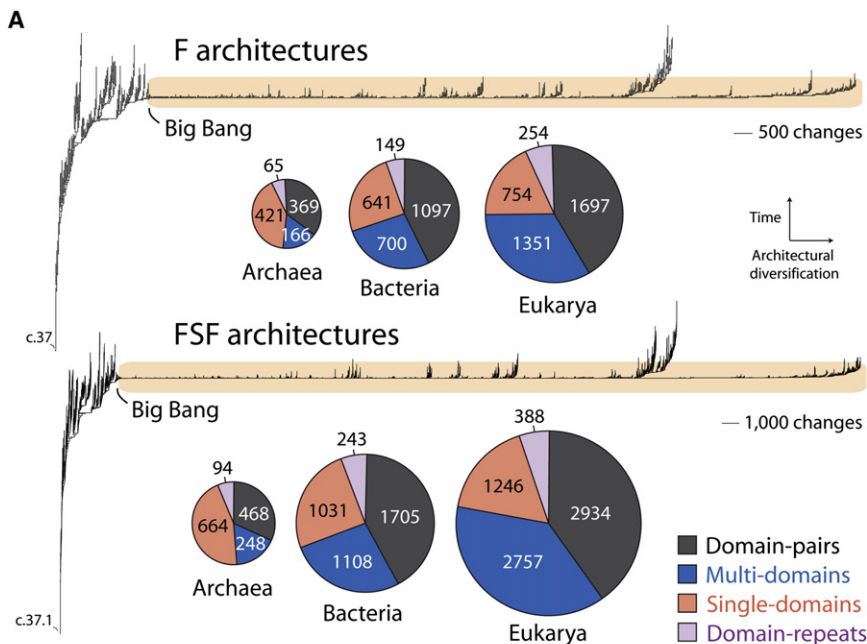 A
F architectures
Big Bang
500 changes
65
369
421
166
Archaea
149
641
1097
700
Bacteria
254
754
1697
1351
Eukarya
Time
Architectural
diversification
c.37
FSF architectures
Big Bang
1,000 changes
94
468
664
248
Archaea
243
1031
1705
1108
Bacteria
388
1246
2934
2757
Eukarya
c.37.1
Domain-pairs
Multi-domains
Single-domains
Domain-repeats